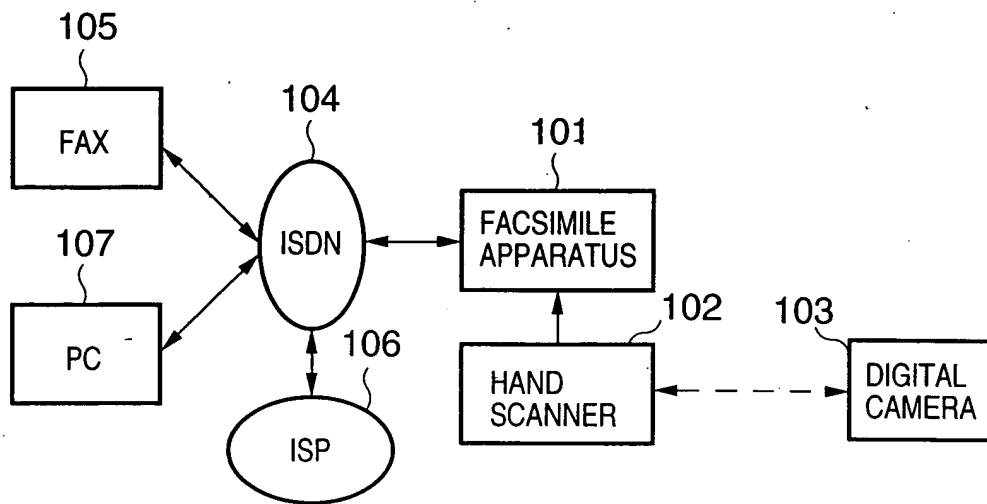 105
FAX
104
ISDN
101
FACSIMILE
APPARATUS
107
PC
106
ISP
102
HAND
SCANNER
103
DIGITAL
CAMERA